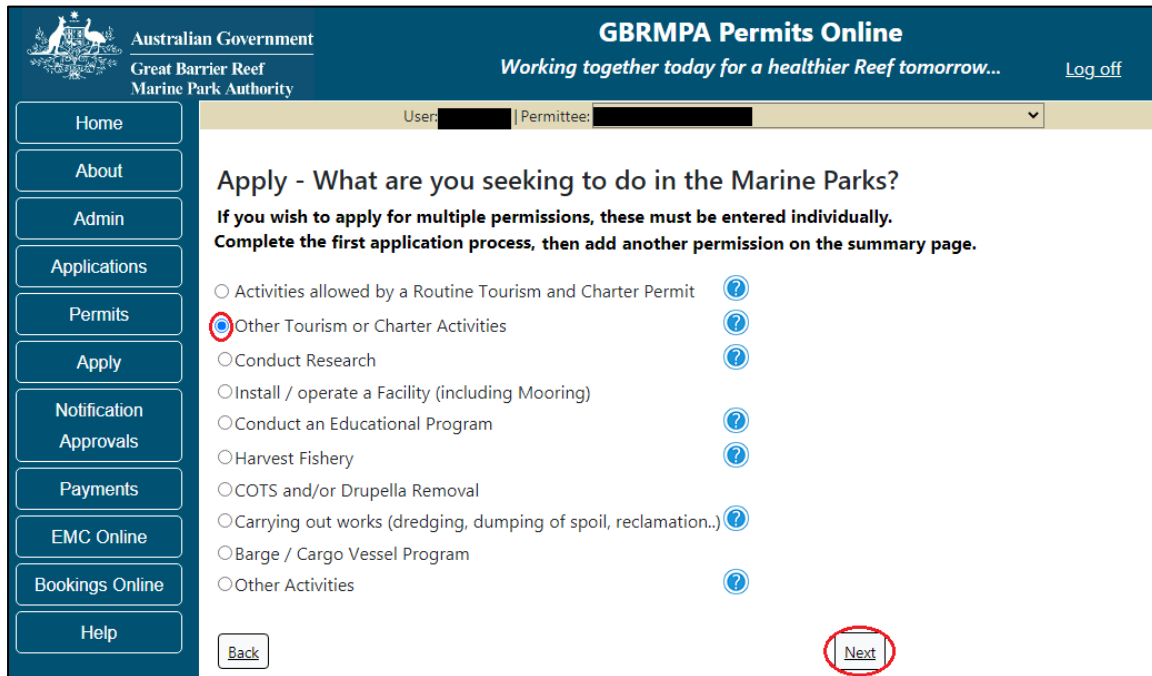 Australian Government
Great Barrier Reef
Marine Park Authority
GBRMPA Permits Online
Working together today for a healthier Reef tomorrow...
Log off
Home
About
Admin
Applications
Permits
Apply
Notification
Approvals
Payments
EMC Online
Bookings Online
Help
User: | Permittee:
Apply - What are you seeking to do in the Marine Parks?
If you wish to apply for multiple permissions, these must be entered individually.
Complete the first application process, then add another permission on the summary page.
Activities allowed by a Routine Tourism and Charter Permit ?
Other Tourism or Charter Activities ?
Conduct Research ?
Install / operate a Facility (including Mooring)
Conduct an Educational Program ?
Harvest Fishery ?
COTS and/or Drupella Removal
Carrying out works (dredging, dumping of spoil, reclamation..) ?
Barge / Cargo Vessel Program
Other Activities ?
Back
Next